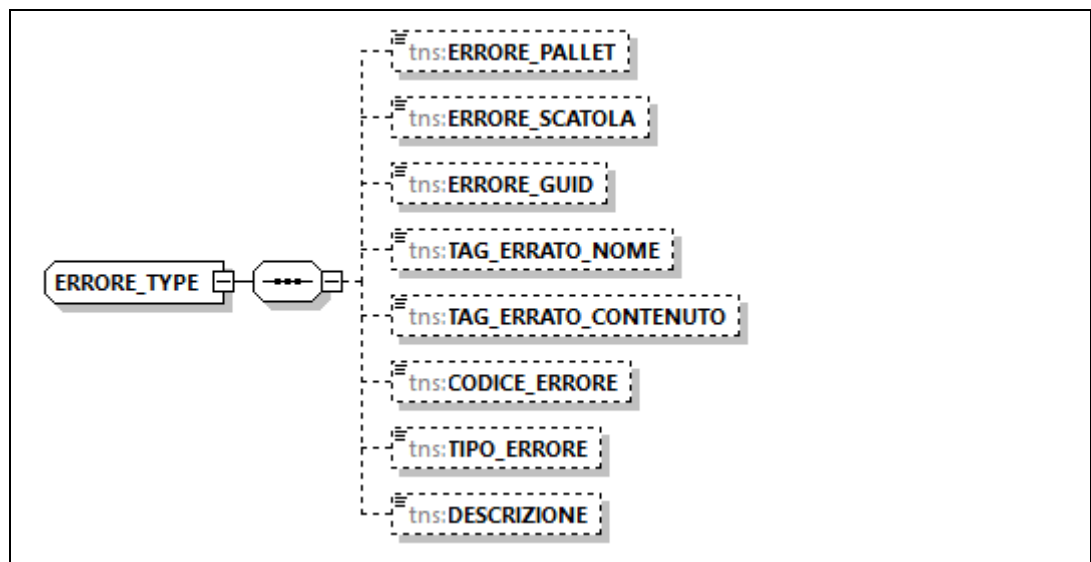 tns:ERRORE_PALLET
tns:ERRORE_SCATOLA
tns:ERRORE_GUID
tns:TAG_ERRATO_NOME
ERRORE_TYPE
tns:TAG_ERRATO_CONTENUTO
tns:CODICE_ERRORE
tns:TIPO_ERRORE
tns:DESCRIZIONE